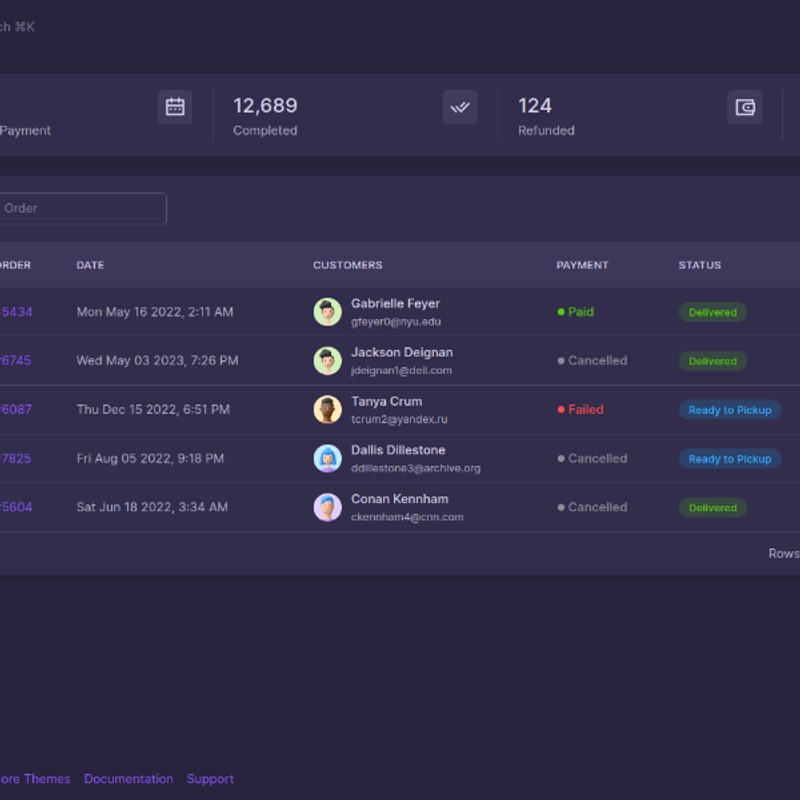 ch ⌘K
12,689
124
Payment
Completed
Refunded
Order
ORDER
DATE
CUSTOMERS
PAYMENT
STATUS
5434
Mon May 16 2022, 2:11 AM
Gabrielle Feyer
gfeyer0@nyu.edu
Paid
Delivered
6745
Wed May 03 2023, 7:26 PM
Jackson Deignan
jdeignan1@dell.com
Cancelled
Delivered
6087
Thu Dec 15 2022, 6:51 PM
Tanya Crum
tcrum2@yandex.ru
Failed
Ready to Pickup
7825
Fri Aug 05 2022, 9:18 PM
Dallis Dillestone
ddillestone3@archive.org
Cancelled
Ready to Pickup
5604
Sat Jun 18 2022, 3:34 AM
Conan Kennham
ckennham4@cnn.com
Cancelled
Delivered
Rows
ore Themes
Documentation
Support